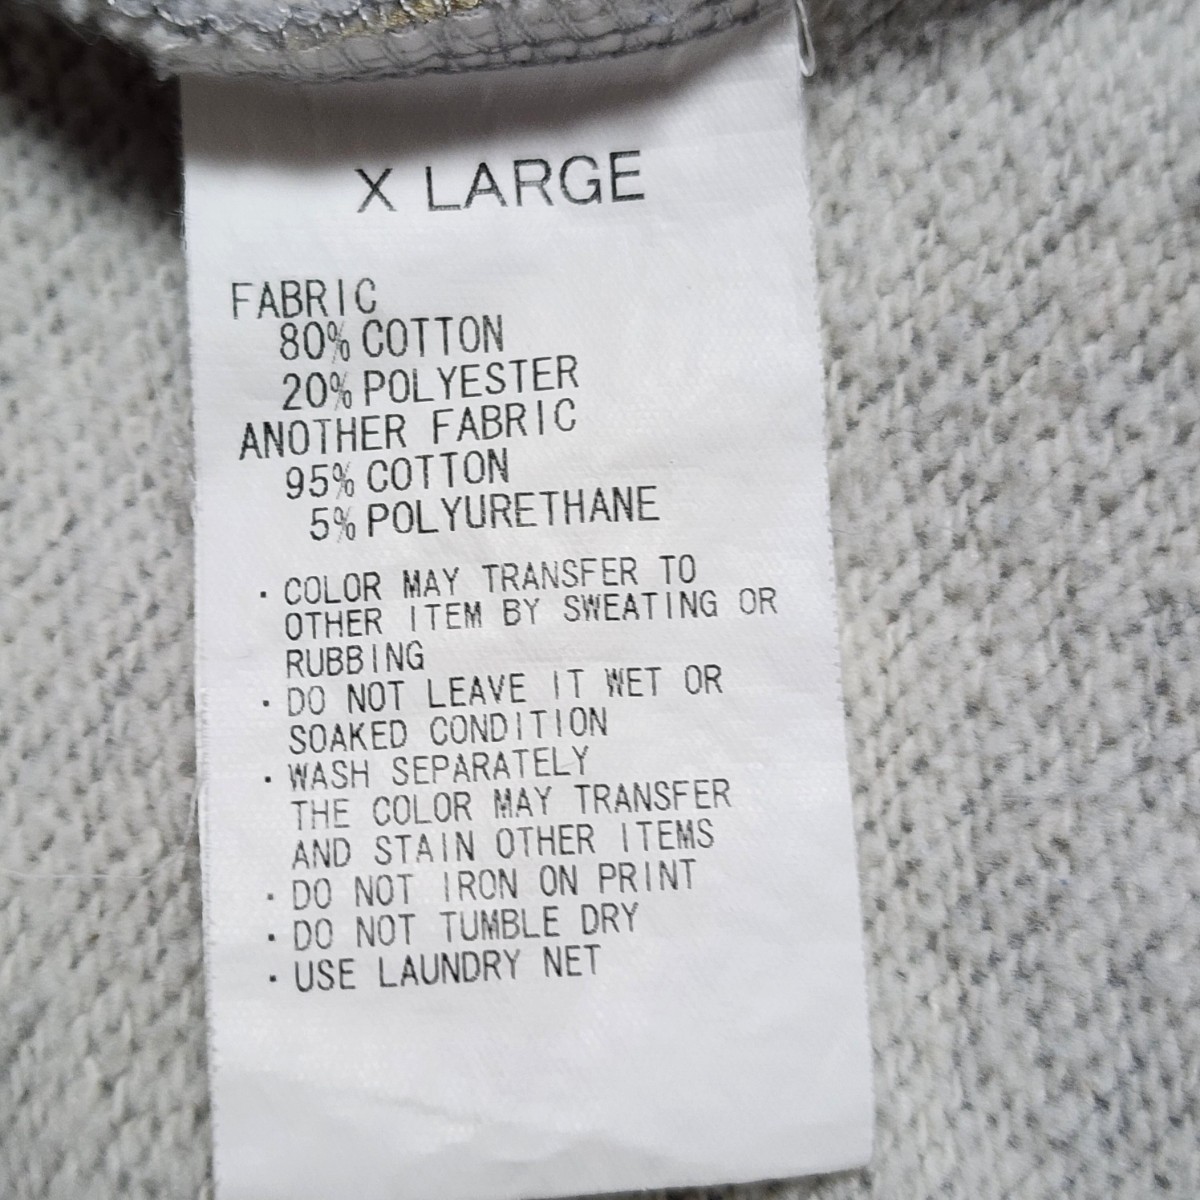 X LARGE
FABRIC
80% COTTON
20% POLYESTER
ANOTHER FABRIC
95% COTTON
5% POLYURETHANE
・COLOR MAY TRANSFER TO
OTHER ITEM BY SWEATING OR
RUBBING
・DO NOT LEAVE IT WET OR
SOAKED CONDITION
・WASH SEPARATELY
THE COLOR MAY TRANSFER
AND STAIN OTHER ITEMS
・DO NOT IRON ON PRINT
・DO NOT TUMBLE DRY
・USE LAUNDRY NET